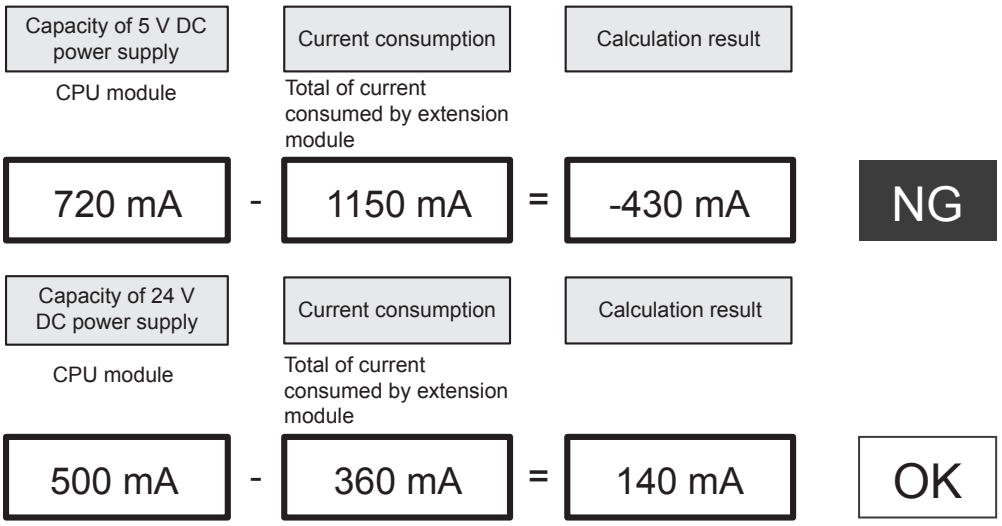 Capacity of 5 V DC
power supply
Current consumption
Calculation result
CPU module
Total of current
consumed by extension
module
720 mA - 1150 mA = -430 mA NG
Capacity of 24 V
DC power supply
Current consumption
Calculation result
CPU module
Total of current
consumed by extension
module
500 mA - 360 mA = 140 mA OK